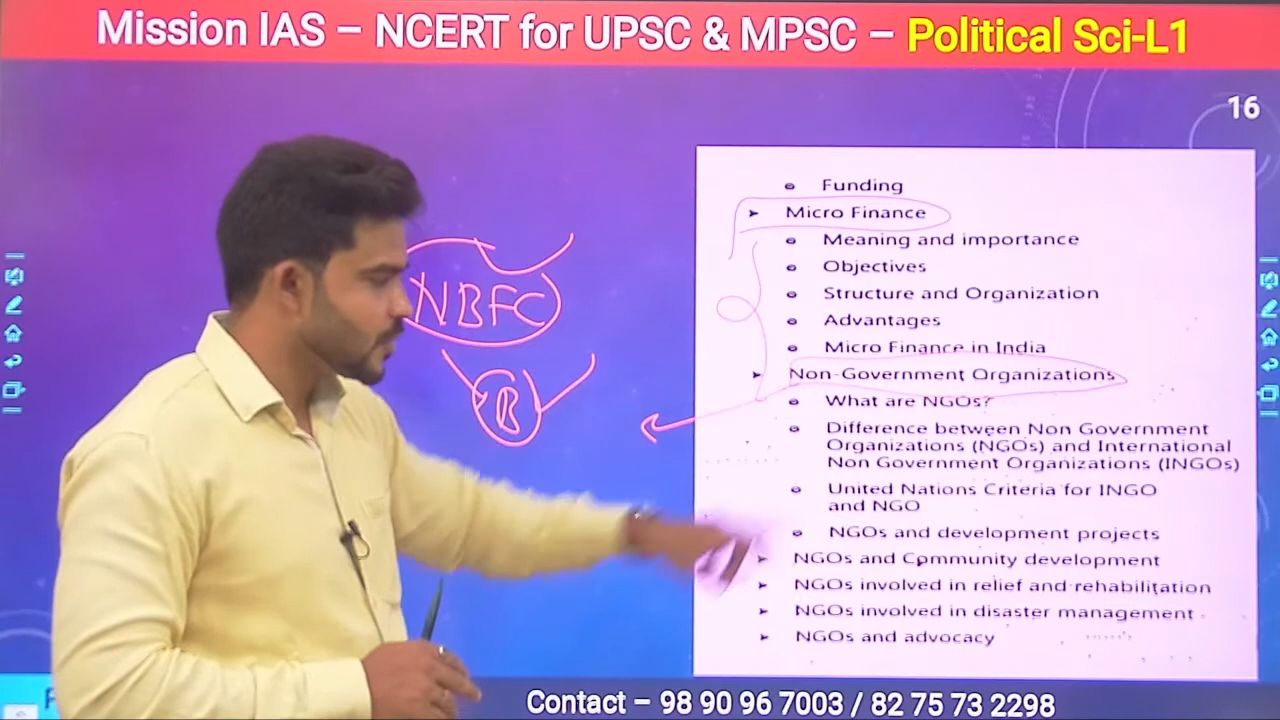 Mission IAS – NCERT for UPSC & MPSC – Political Sci-L1
16
Funding
Micro Finance
Meaning and importance
Objectives
Structure and Organization
Advantages
Micro Finance in India
Non-Government Organizations
What are NGOs?
Difference between Non Government
Organizations (NGOs) and International
Non Government Organizations (INGOs)
United Nations Criteria for INGO
and NGO
NGOs and development projects
NGOs and Community development
NGOs involved in relief and rehabilitation
NGOs involved in disaster management
NGOs and advocacy
NBFC
B
Contact – 98 90 96 7003 / 82 75 73 2298